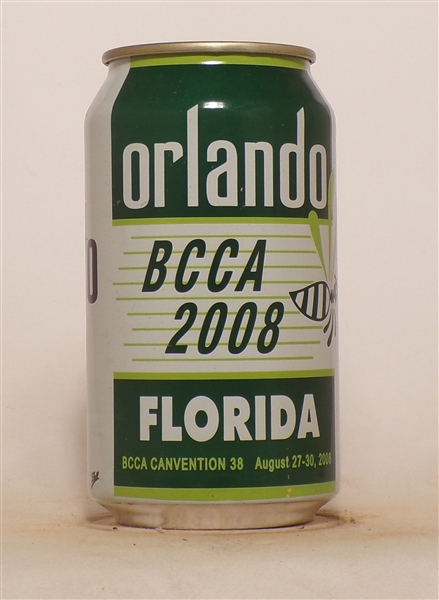 orlando
BCCA
2008
FLORIDA
BCCA CANVENTION 38 August 27-30, 2008